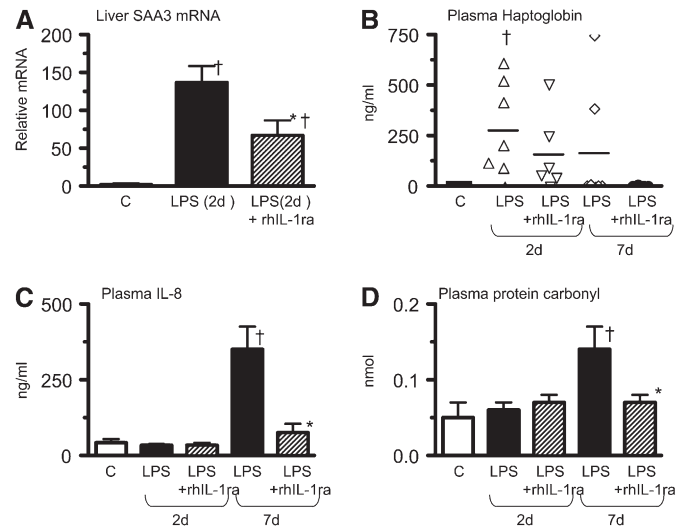 A Liver SAA3 mRNA
Relative mRNA
200
150
100
50
0
†
* †
C LPS (2d ) LPS(2d )
+ rhIL-1ra
B Plasma Haptoglobin
ng/ml
750
500
250
0
†
C LPS LPS LPS LPS
+rhIL-1ra +rhIL-1ra
2d 7d
C Plasma IL-8
ng/ml
500
250
0
†
*
C LPS LPS LPS LPS
+rhIL-1ra +rhIL-1ra
2d 7d
D Plasma protein carbonyl
nmol
0.2
0.1
0.0
†
*
C LPS LPS LPS LPS
+rhIL-1ra +rhIL-1ra
2d 7d